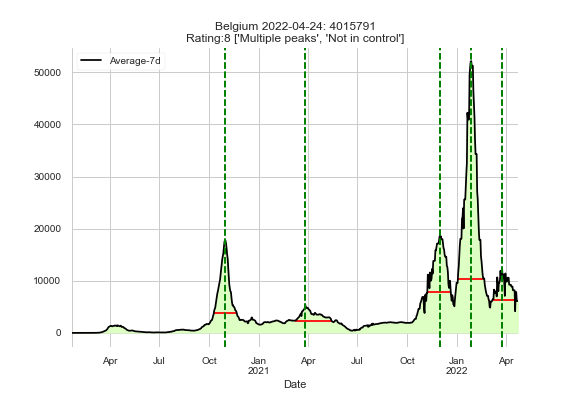 Belgium 2022-04-24: 4015791
Rating:8 ['Multiple peaks', 'Not in control']
Average-7d
50000
40000
30000
20000
10000
0
Apr Jul Oct Jan Apr Jul Oct Jan Apr
2021 2022
Date